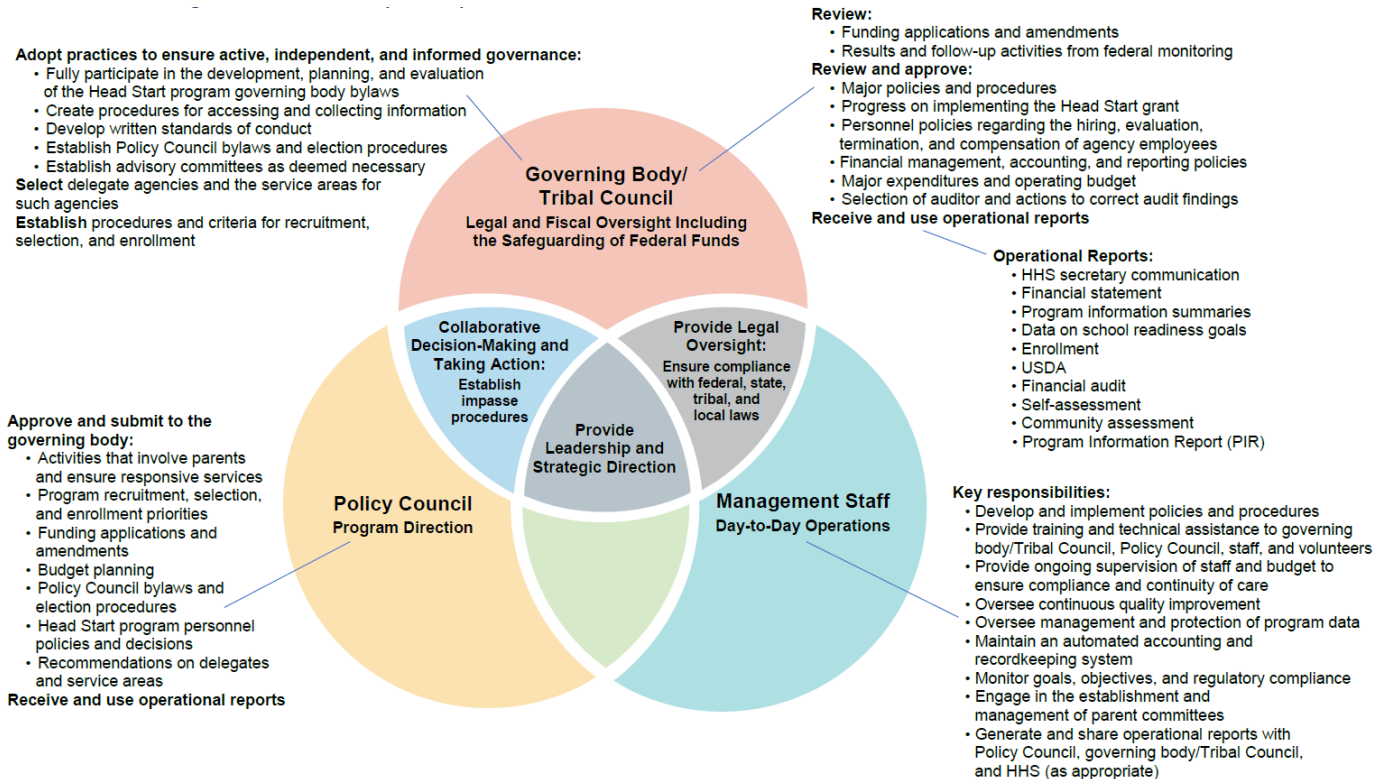 Adopt practices to ensure active, independent, and informed governance:
• Fully participate in the development, planning, and evaluation
of the Head Start program governing body bylaws
• Create procedures for accessing and collecting information
• Develop written standards of conduct
• Establish Policy Council bylaws and election procedures
• Establish advisory committees as deemed necessary
Select delegate agencies and the service areas for
such agencies
Establish procedures and criteria for recruitment,
selection, and enrollment
Review:
• Funding applications and amendments
• Results and follow-up activities from federal monitoring
Review and approve:
• Major policies and procedures
• Progress on implementing the Head Start grant
• Personnel policies regarding the hiring, evaluation,
termination, and compensation of agency employees
• Financial management, accounting, and reporting policies
• Major expenditures and operating budget
• Selection of auditor and actions to correct audit findings
Receive and use operational reports
Operational Reports:
• HHS secretary communication
• Financial statement
• Program information summaries
• Data on school readiness goals
• Enrollment
• USDA
• Financial audit
• Self-assessment
• Community assessment
• Program Information Report (PIR)
Governing Body/
Tribal Council
Legal and Fiscal Oversight Including
the Safeguarding of Federal Funds
Collaborative
Decision-Making and
Taking Action:
Establish
impasse
procedures
Provide Legal
Oversight:
Ensure compliance
with federal, state,
tribal, and
local laws
Provide
Leadership and
Strategic Direction
Policy Council
Program Direction
Management Staff
Day-to-Day Operations
Approve and submit to the
governing body:
• Activities that involve parents
and ensure responsive services
• Program recruitment, selection,
and enrollment priorities
• Funding applications and
amendments
• Budget planning
• Policy Council bylaws and
election procedures
• Head Start program personnel
policies and decisions
• Recommendations on delegates
and service areas
Receive and use operational reports
Key responsibilities:
• Develop and implement policies and procedures
• Provide training and technical assistance to governing
body/Tribal Council, Policy Council, staff, and volunteers
• Provide ongoing supervision of staff and budget to
ensure compliance and continuity of care
• Oversee continuous quality improvement
• Oversee management and protection of program data
• Maintain an automated accounting and
recordkeeping system
• Monitor goals, objectives, and regulatory compliance
• Engage in the establishment and
management of parent committees
• Generate and share operational reports with
Policy Council, governing body/Tribal Council,
and HHS (as appropriate)